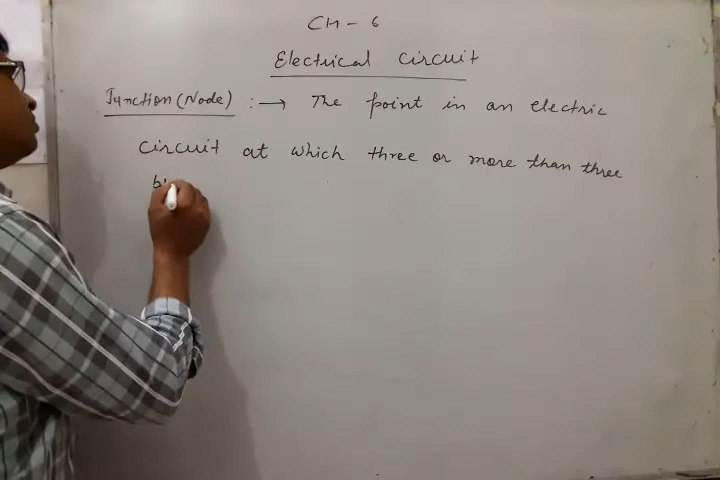 CH - 6
Electrical Circuit
Junction (Node) :→ The point in an electric
circuit at which three or more than three